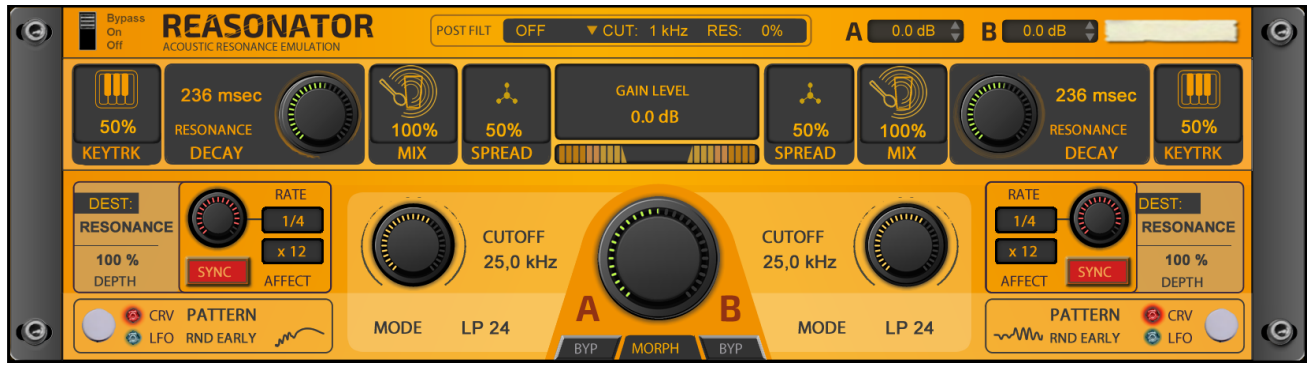 Bypass
On
Off
REASONATOR
ACOUSTIC RESONANCE EMULATION
POST FILT OFF ▼ CUT: 1 kHz RES: 0%
A 0.0 dB B 0.0 dB
50%
KEYTRK
236 msec
RESONANCE
DECAY
100%
MIX
50%
SPREAD
GAIN LEVEL
0.0 dB
50%
SPREAD
100%
MIX
236 msec
RESONANCE
DECAY
50%
KEYTRK
DEST:
RESONANCE
100 %
DEPTH
RATE
1/4
x 12
SYNC
AFFECT
CRV PATTERN
LFO RND EARLY
CUTOFF
25,0 kHz
MODE LP 24
A B
BYP MORPH BYP
CUTOFF
25,0 kHz
MODE LP 24
RATE
1/4
x 12
SYNC
AFFECT
DEST:
RESONANCE
100 %
DEPTH
PATTERN CRV
RND EARLY LFO